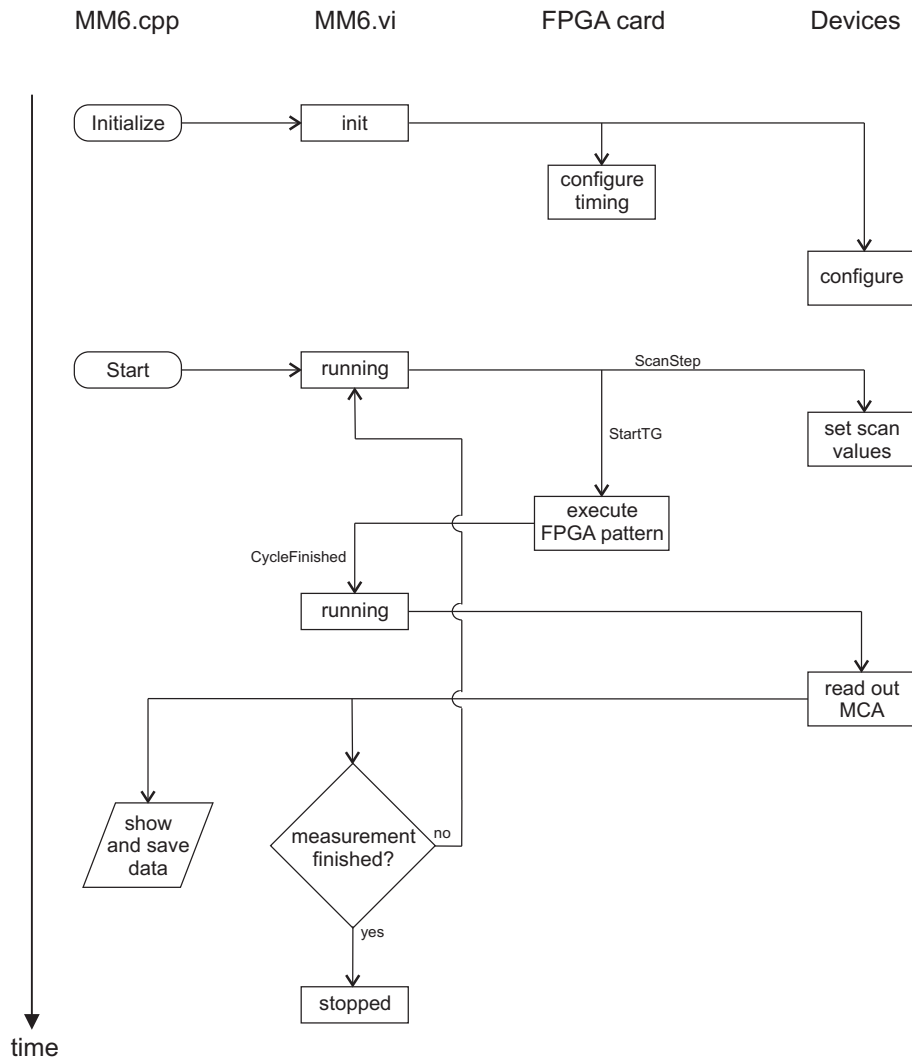 MM6.cpp
MM6.vi
FPGA card
Devices
Initialize
init
configure
timing
configure
Start
running
ScanStep
StartTG
set scan
values
execute
FPGA pattern
CycleFinished
running
read out
MCA
show
and save
data
measurement
finished?
no
yes
stopped
time